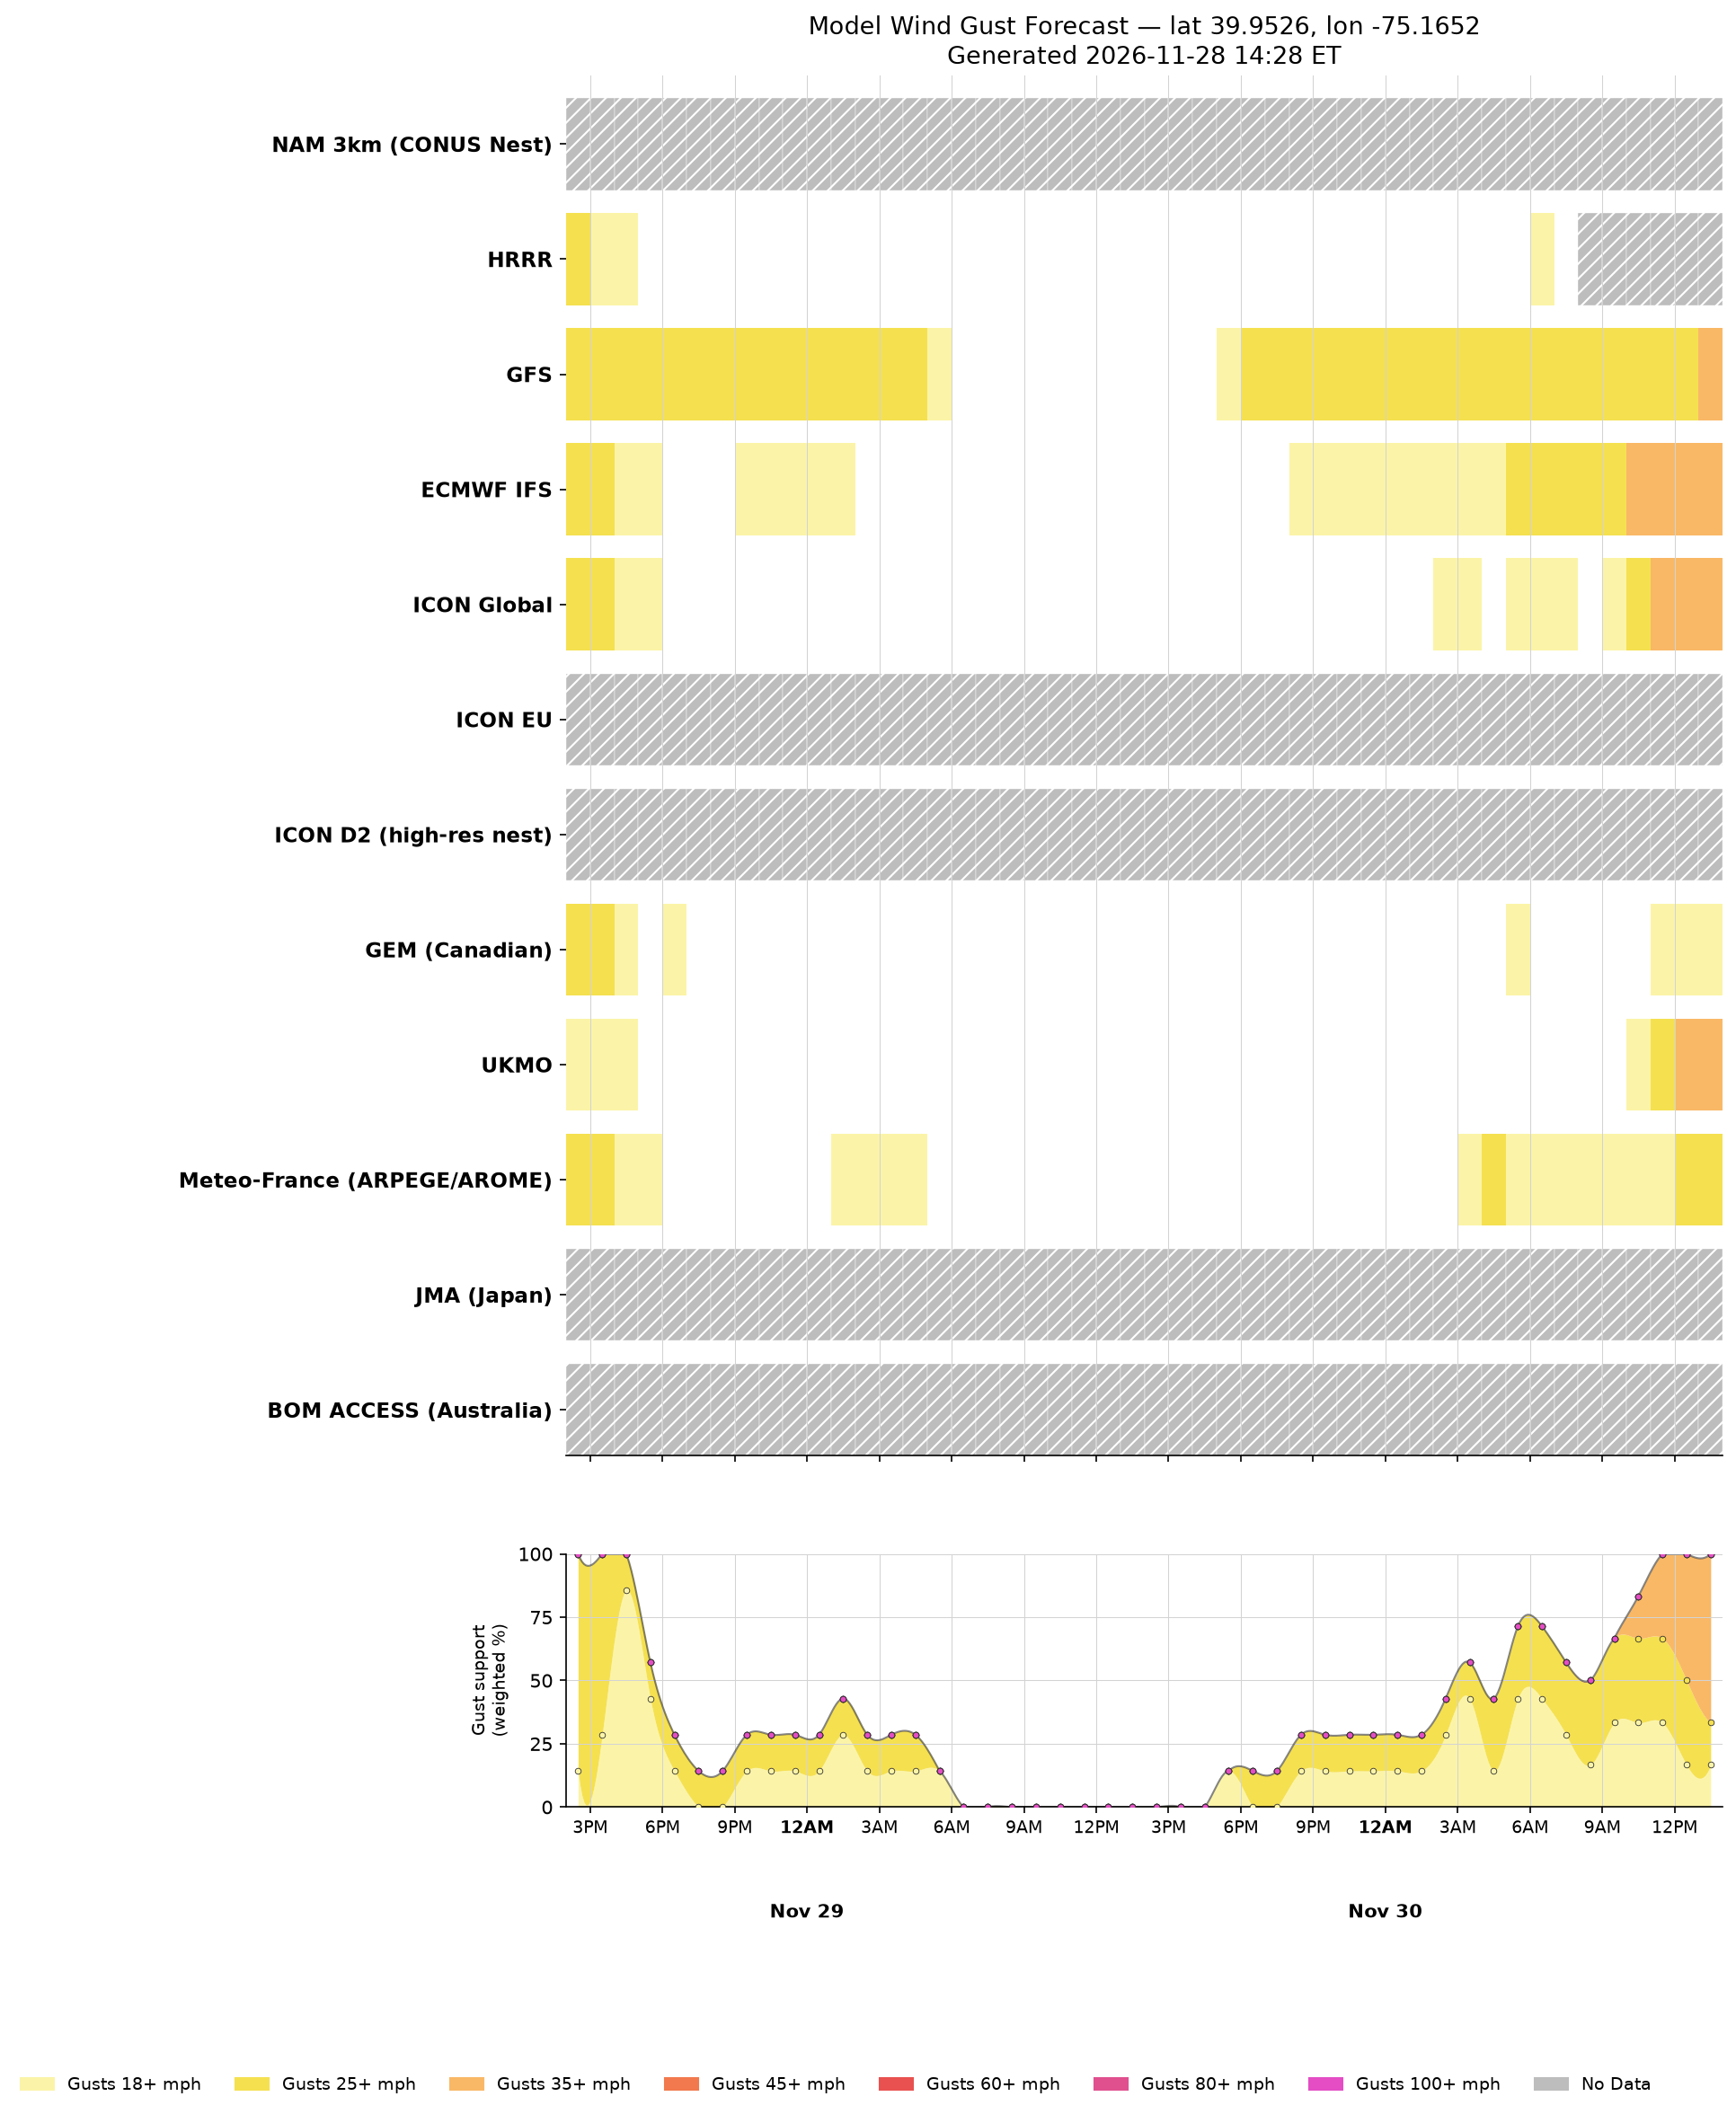 Model Wind Gust Forecast — lat 39.9526, lon -75.1652
Generated 2026-11-28 14:28 ET
NAM 3km (CONUS Nest)
HRRR
GFS
ECMWF IFS
ICON Global
ICON EU
ICON D2 (high-res nest)
GEM (Canadian)
UKMO
Meteo-France (ARPEGE/AROME)
JMA (Japan)
BOM ACCESS (Australia)
Gust support
(weighted %)
100
75
50
25
0
3PM 6PM 9PM 12AM 3AM 6AM 9AM 12PM 3PM 6PM 9PM 12AM 3AM 6AM 9AM 12PM
Nov 29 Nov 30
Gusts 18+ mph Gusts 25+ mph Gusts 35+ mph Gusts 45+ mph Gusts 60+ mph Gusts 80+ mph Gusts 100+ mph No Data